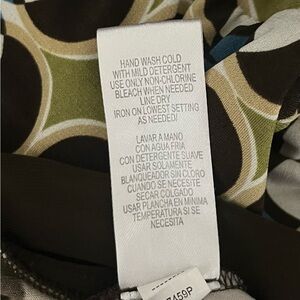 HAND WASH COLD
WITH MILD DETERGENT
USE ONLY NON-CHLORINE
BLEACH WHEN NEEDED
LINE DRY
IRON ON LOWEST SETTING
AS NEEDED/
LAVAR A MANO
CON AGUA FRIA
CON DETERGENTE SUAVE
USAR SOLAMENTE
BLANQUEADOR SIN CLORO
CUANDO SE NECESITE
SECAR COLGADO
USAR PLANCHA EN MINIMA
TEMPERATURA SI SE
NECESITA
7459P